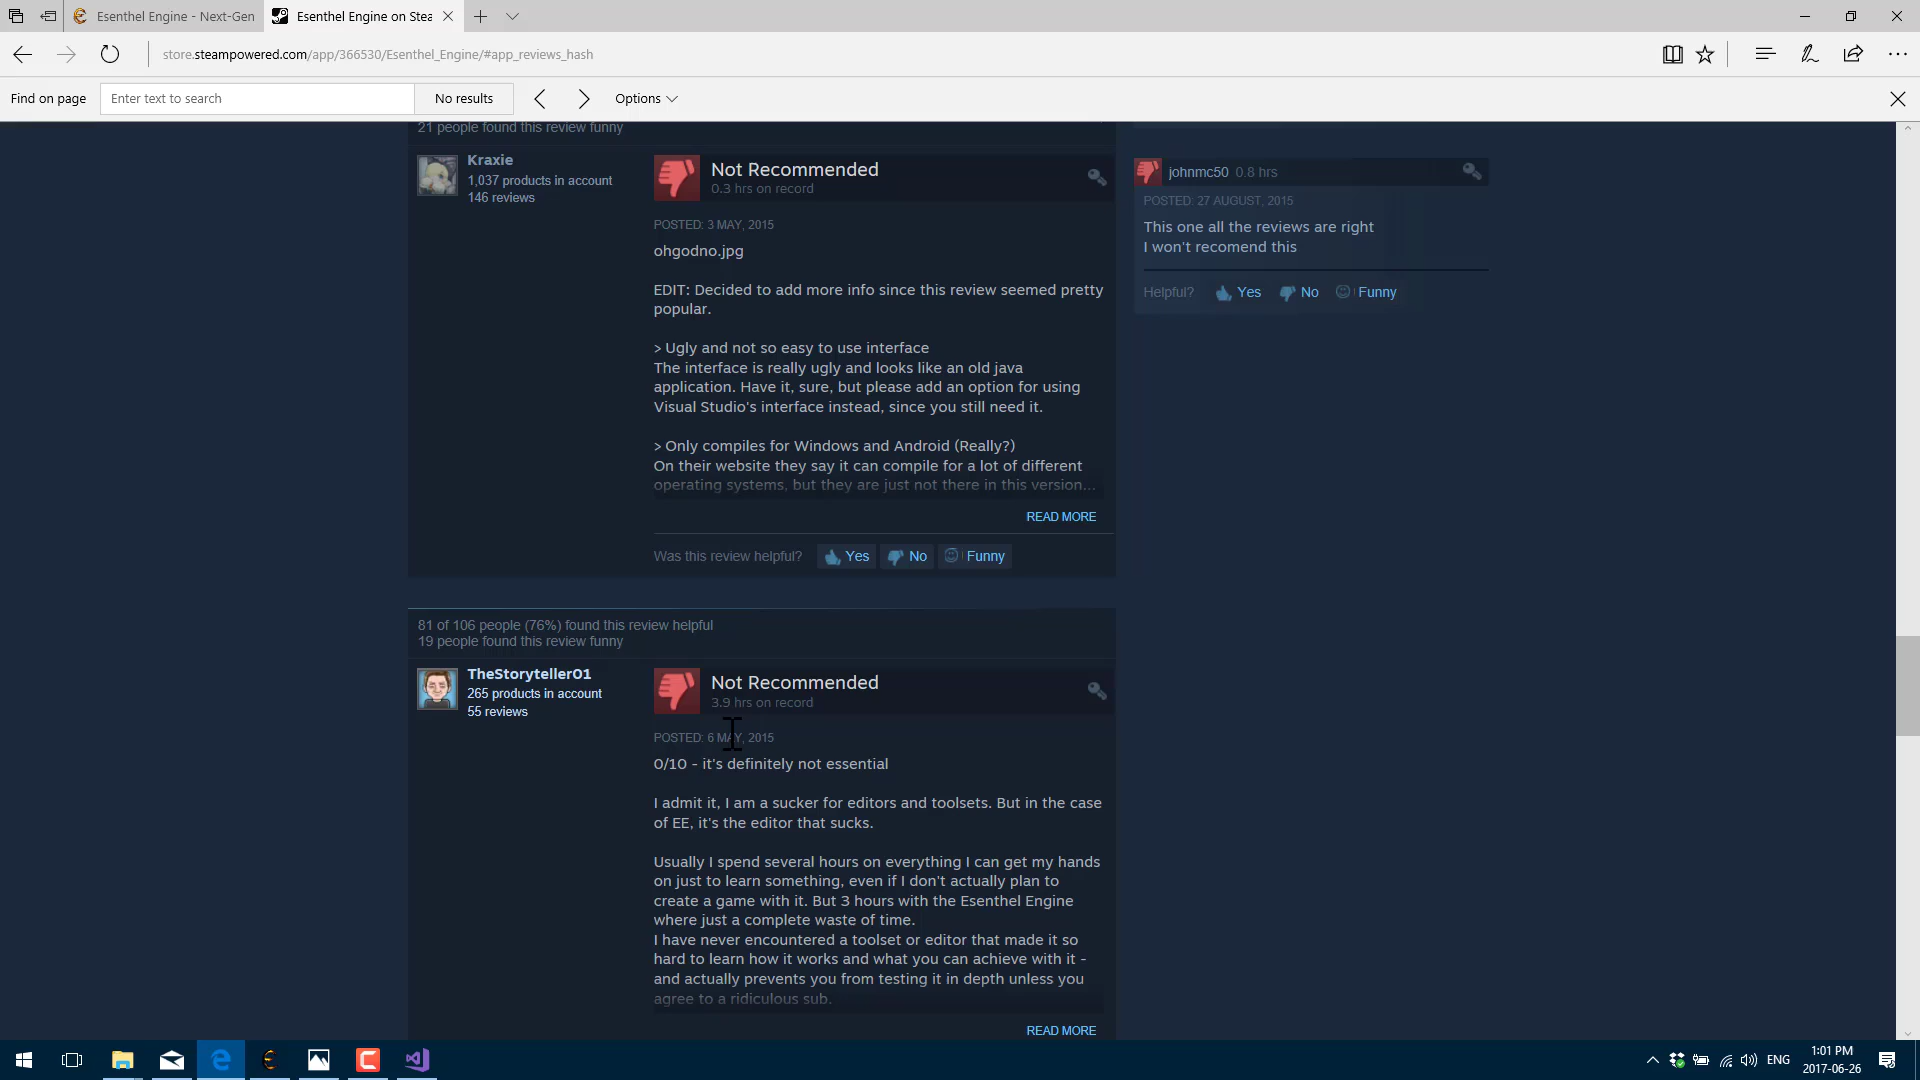 Esenthel Engine - Next-Gen
Esenthel Engine on Stea
store.steampowered.com/app/366530/Esenthel_Engine/#app_reviews_hash
Find on page
Enter text to search
No results
Options
21 people found this review funny
Kraxie
1,037 products in account
146 reviews
Not Recommended
0.3 hrs on record
POSTED: 3 MAY, 2015
ohgodno.jpg
EDIT: Decided to add more info since this review seemed pretty
popular.
> Ugly and not so easy to use interface
The interface is really ugly and looks like an old java
application. Have it, sure, but please add an option for using
Visual Studio's interface instead, since you still need it.
> Only compiles for Windows and Android (Really?)
On their website they say it can compile for a lot of different
operating systems, but they are just not there in this version...
READ MORE
Was this review helpful? Yes No Funny
johnmc50 0.8 hrs
POSTED: 27 AUGUST, 2015
This one all the reviews are right
I won't recomend this
Helpful? Yes No Funny
81 of 106 people (76%) found this review helpful
19 people found this review funny
TheStoryteller01
265 products in account
55 reviews
Not Recommended
3.9 hrs on record
POSTED: 6 MAY, 2015
0/10 - it's definitely not essential
I admit it, I am a sucker for editors and toolsets. But in the case
of EE, it's the editor that sucks.
Usually I spend several hours on everything I can get my hands
on just to learn something, even if I don't actually plan to
create a game with it. But 3 hours with the Esenthel Engine
where just a complete waste of time.
I have never encountered a toolset or editor that made it so
hard to learn how it works and what you can achieve with it -
and actually prevents you from testing it in depth unless you
agree to a ridiculous sub.
READ MORE
ENG
1:01 PM
2017-06-26